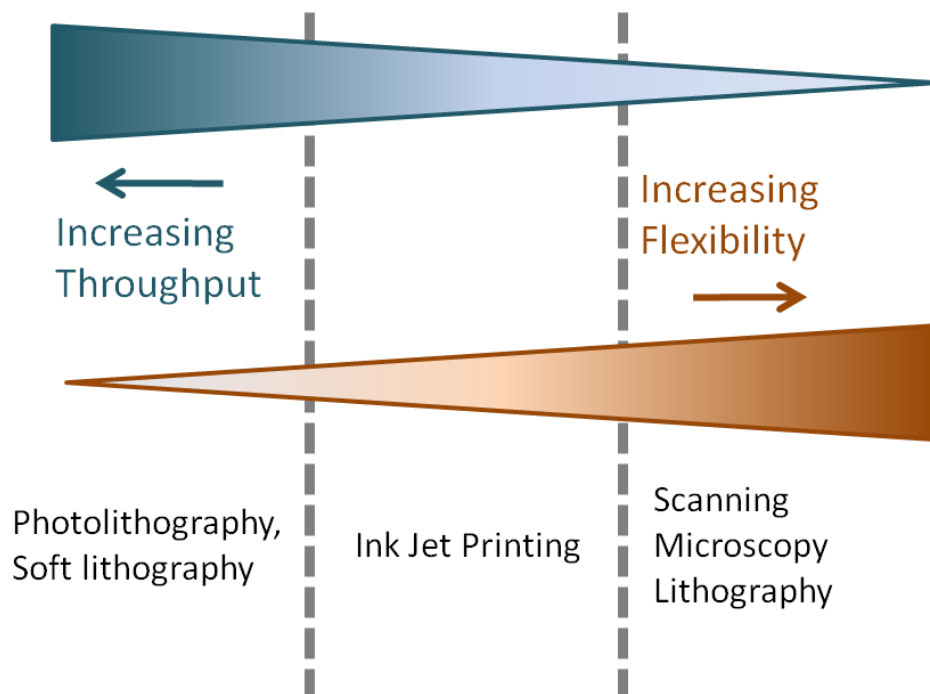 Increasing
Throughput
Increasing
Flexibility
Photolithography,
Soft lithography
Ink Jet Printing
Scanning
Microscopy
Lithography